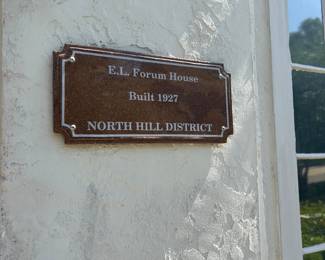 E.L. Forum House
Built 1927
NORTH HILL DISTRICT